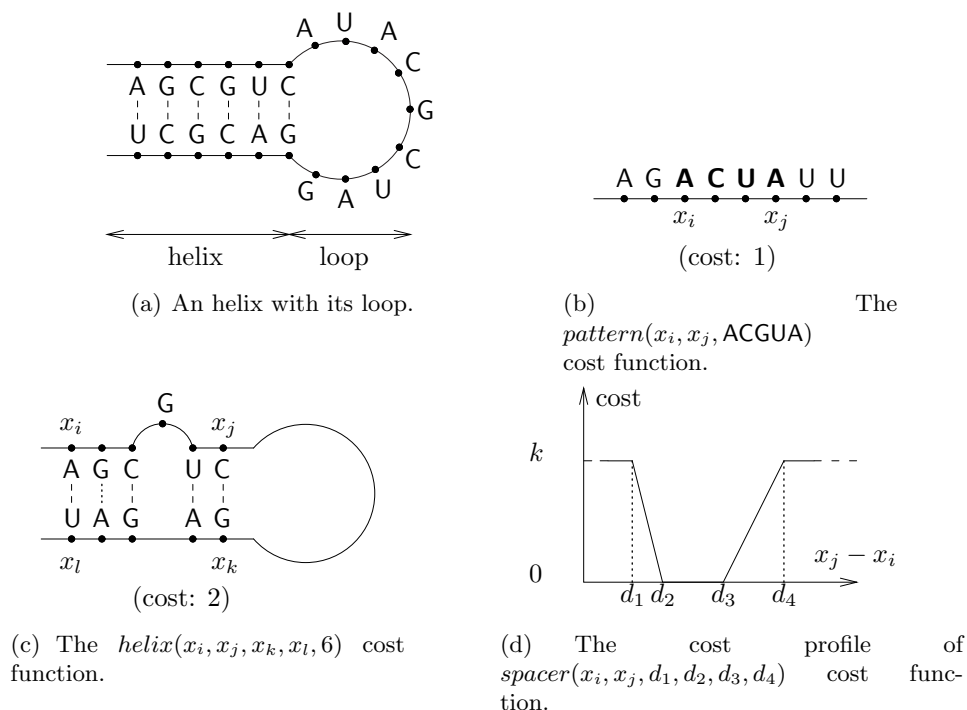 A U A C G C U A G
A G C G U C
U C G C A G
helix loop
(a) An helix with its loop.
A G A C U A U U
x_i x_j
(cost: 1)
(b) The
pattern(x_i, x_j, ACGUA)
cost function.
G
x_i x_j
A G C U C
U A G A G
x_l x_k
(cost: 2)
(c) The helix(x_i, x_j, x_k, x_l, 6) cost
function.
cost
k
x_j − x_i
0
d_1 d_2 d_3 d_4
(d) The cost profile of
spacer(x_i, x_j, d_1, d_2, d_3, d_4) cost func-
tion.